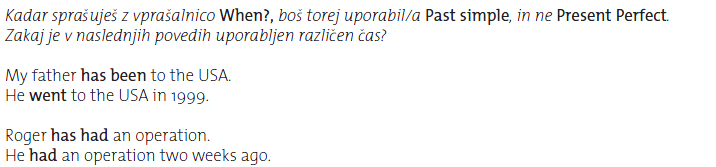 Kadar sprašuješ z vprašalnico When?, boš torej uporabil/a Past simple, in ne Present Perfect.
Zakaj je v naslednjih povedih uporabljen različen čas?
My father has been to the USA.
He went to the USA in 1999.
Roger has had an operation.
He had an operation two weeks ago.